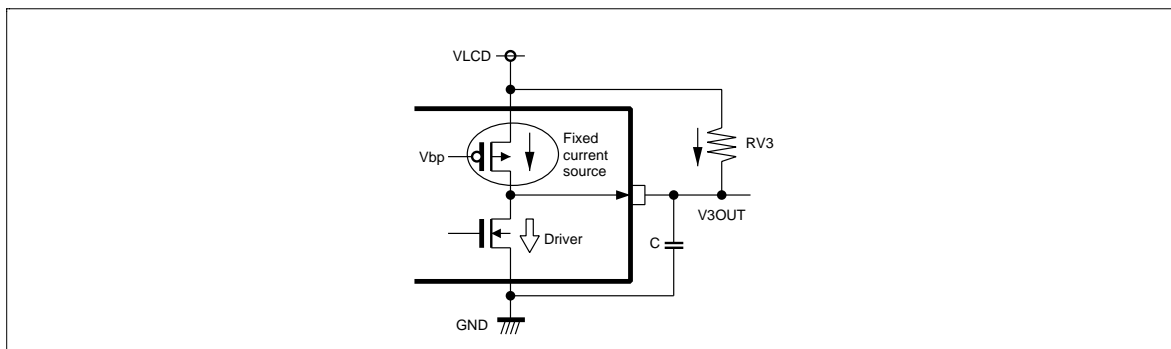 VLCD
Vbp
Fixed
current
source
RV3
V3OUT
Driver
C
GND